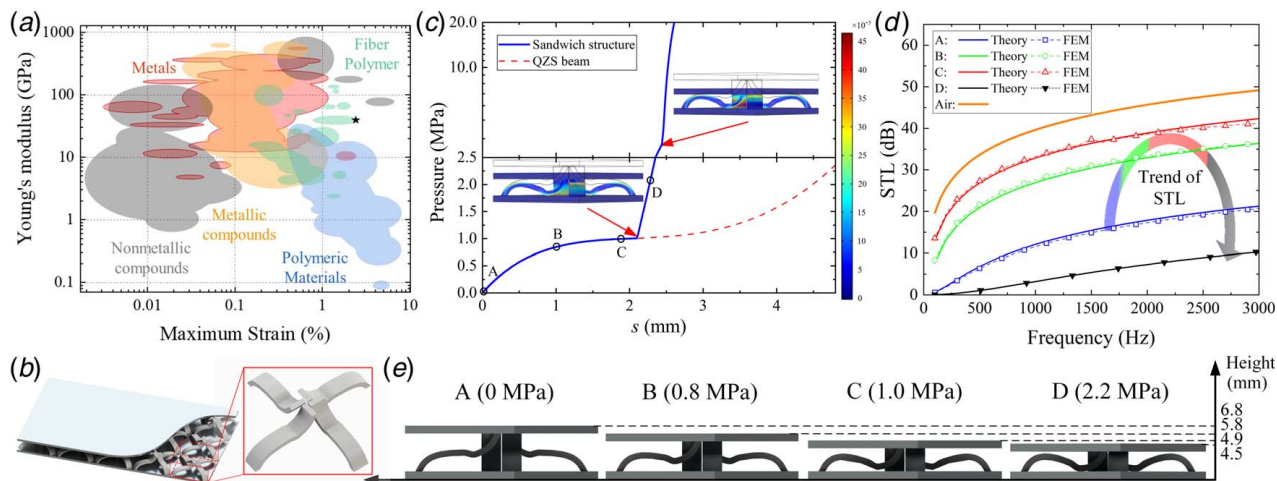 (a)
1000
100
10
1
0.1
Young's modulus (GPa)
Metals
Fiber
Polymer
Metallic
compounds
Nonmetallic
compounds
Polymeric
Materials
0.01
0.1
1
10
Maximum Strain (%)
(b)
(c)
20.0
10.0
2.5
2.0
1.5
1.0
0.5
0.0
Pressure (MPa)
Sandwich structure
QZS beam
A
B
C
D
0
1
2
3
4
s (mm)
45
40
35
30
25
20
15
10
5
0
(d)
60
50
40
30
20
10
0
STL (dB)
A: Theory FEM
B: Theory FEM
C: Theory FEM
D: Theory FEM
Air:
Trend of
STL
0
500
1000
1500
2000
2500
3000
Frequency (Hz)
(e)
A (0 MPa)
B (0.8 MPa)
C (1.0 MPa)
D (2.2 MPa)
Height
(mm)
6.8
5.8
4.9
4.5